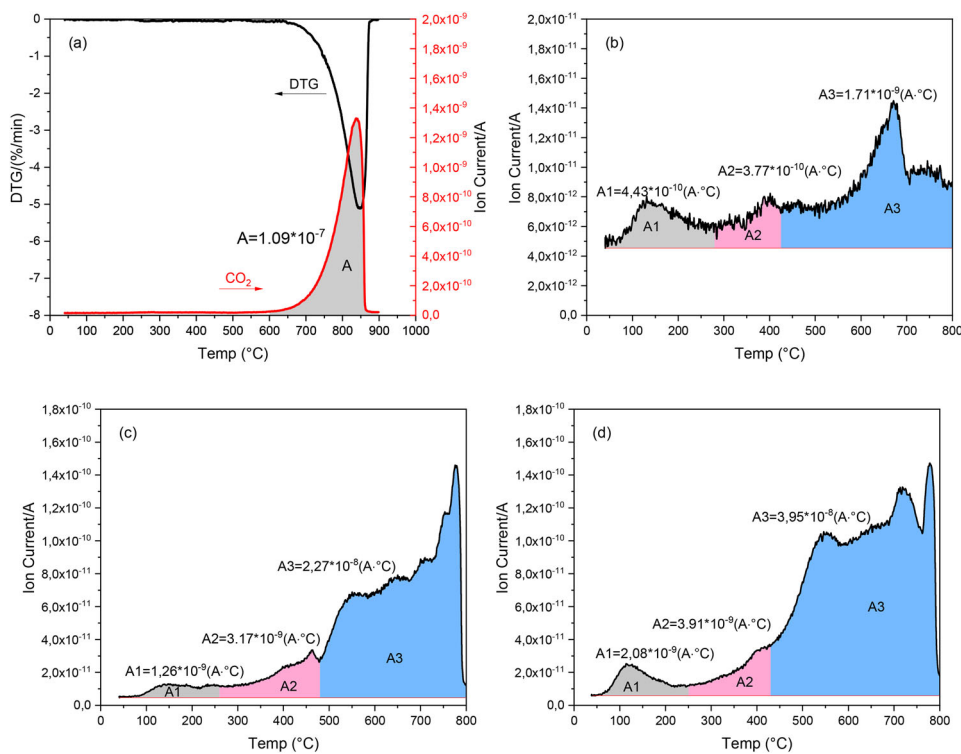 (a)
DTG
A=1.09*10⁻⁷
A
CO₂
DTG/(%/min)
0
-1
-2
-3
-4
-5
-6
-7
-8
0 100 200 300 400 500 600 700 800 900 1000
Temp (°C)
2,0x10⁻⁹
1,8x10⁻⁹
1,6x10⁻⁹
1,4x10⁻⁹
1,2x10⁻⁹
1,0x10⁻⁹
8,0x10⁻¹⁰
6,0x10⁻¹⁰
4,0x10⁻¹⁰
2,0x10⁻¹⁰
0,0
Ion Current/A
(b)
A3=1.71*10⁻⁹(A·°C)
A2=3.77*10⁻¹⁰(A·°C)
A1=4,43*10⁻¹⁰(A·°C)
A1
A2
A3
Ion Current/A
2,0x10⁻¹¹
1,8x10⁻¹¹
1,6x10⁻¹¹
1,4x10⁻¹¹
1,2x10⁻¹¹
1,0x10⁻¹¹
8,0x10⁻¹²
6,0x10⁻¹²
4,0x10⁻¹²
2,0x10⁻¹²
0,0
0 100 200 300 400 500 600 700 800
Temp (°C)
(c)
A3=2,27*10⁻⁸(A·°C)
A2=3.17*10⁻⁹(A·°C)
A1=1,26*10⁻⁹(A·°C)
A1
A2
A3
Ion Current/A
1,8x10⁻¹⁰
1,6x10⁻¹⁰
1,4x10⁻¹⁰
1,2x10⁻¹⁰
1,0x10⁻¹⁰
8,0x10⁻¹¹
6,0x10⁻¹¹
4,0x10⁻¹¹
2,0x10⁻¹¹
0,0
0 100 200 300 400 500 600 700 800
Temp (°C)
(d)
A3=3,95*10⁻⁸(A·°C)
A2=3.91*10⁻⁹(A·°C)
A1=2,08*10⁻⁹(A·°C)
A1
A2
A3
Ion Current/A
1,8x10⁻¹⁰
1,6x10⁻¹⁰
1,4x10⁻¹⁰
1,2x10⁻¹⁰
1,0x10⁻¹⁰
8,0x10⁻¹¹
6,0x10⁻¹¹
4,0x10⁻¹¹
2,0x10⁻¹¹
0,0
0 100 200 300 400 500 600 700 800
Temp (°C)